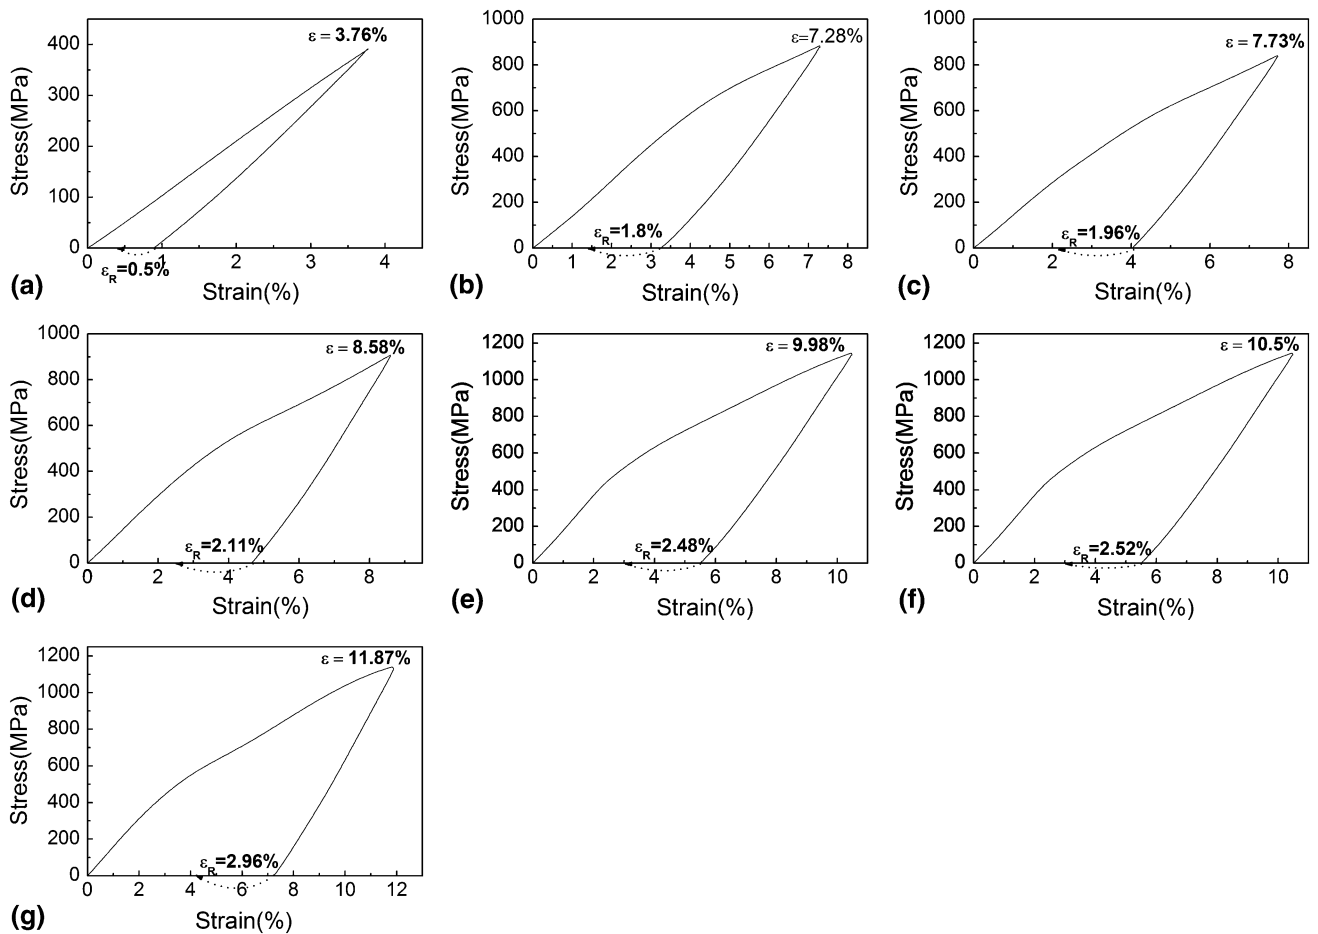 Stress(MPa)
400
300
200
100
0
ε = 3.76%
0 1 2 3 4
εR=0.5%
Strain(%)
(a)
Stress(MPa)
1000
800
600
400
200
0
ε=7.28%
εR=1.8%
0 1 2 3 4 5 6 7 8
Strain(%)
(b)
Stress(MPa)
1000
800
600
400
200
0
ε = 7.73%
εR=1.96%
0 2 4 6 8
Strain(%)
(c)
Stress(MPa)
1000
800
600
400
200
0
ε = 8.58%
εR=2.11%
0 2 4 6 8
Strain(%)
(d)
Stress(MPa)
1200
1000
800
600
400
200
0
ε = 9.98%
εR=2.48%
0 2 4 6 8 10
Strain(%)
(e)
Stress(MPa)
1200
1000
800
600
400
200
0
ε = 10.5%
εR=2.52%
0 2 4 6 8 10
Strain(%)
(f)
Stress(MPa)
1200
1000
800
600
400
200
0
ε = 11.87%
εR=2.96%
0 2 4 6 8 10 12
Strain(%)
(g)